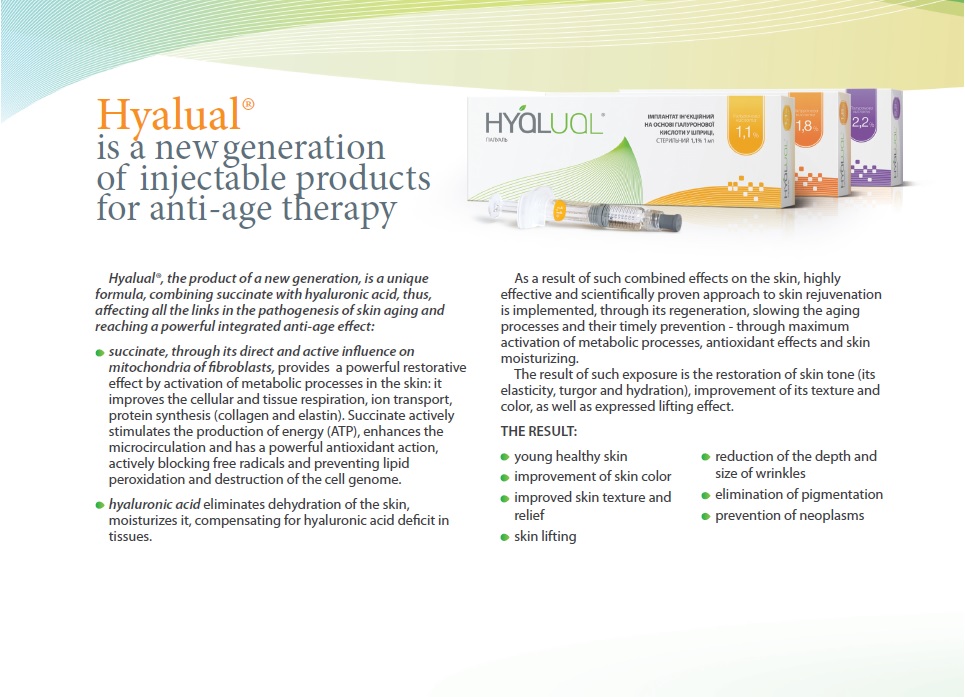 Hyalual®
is a new generation
of injectable products
for anti-age therapy
HYALUAL®
ГІАЛУАЛЬ
ІМПЛАНТАТ ІН'ЄКЦІЙНИЙ
НА ОСНОВІ ГІАЛУРОНОВОЇ
КИСЛОТИ У ШПРИЦІ,
СТЕРИЛЬНИЙ 1,1% 1 мл
1,1%
HYALUAL
1,8%
HYALUAL
2,2%
HYALUAL
Hyalual®, the product of a new generation, is a unique
formula, combining succinate with hyaluronic acid, thus,
affecting all the links in the pathogenesis of skin aging and
reaching a powerful integrated anti-age effect:
succinate, through its direct and active influence on
mitochondria of fibroblasts, provides a powerful restorative
effect by activation of metabolic processes in the skin: it
improves the cellular and tissue respiration, ion transport,
protein synthesis (collagen and elastin). Succinate actively
stimulates the production of energy (ATP), enhances the
microcirculation and has a powerful antioxidant action,
actively blocking free radicals and preventing lipid
peroxidation and destruction of the cell genome.
hyaluronic acid eliminates dehydration of the skin,
moisturizes it, compensating for hyaluronic acid deficit in
tissues.
As a result of such combined effects on the skin, highly
effective and scientifically proven approach to skin rejuvenation
is implemented, through its regeneration, slowing the aging
processes and their timely prevention - through maximum
activation of metabolic processes, antioxidant effects and skin
moisturizing.
The result of such exposure is the restoration of skin tone (its
elasticity, turgor and hydration), improvement of its texture and
color, as well as expressed lifting effect.
THE RESULT:
young healthy skin
improvement of skin color
improved skin texture and
relief
skin lifting
reduction of the depth and
size of wrinkles
elimination of pigmentation
prevention of neoplasms